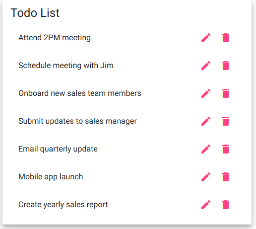 Todo List
Attend 2PM meeting
Schedule meeting with Jim
Onboard new sales team members
Submit updates to sales manager
Email quarterly update
Mobile app launch
Create yearly sales report